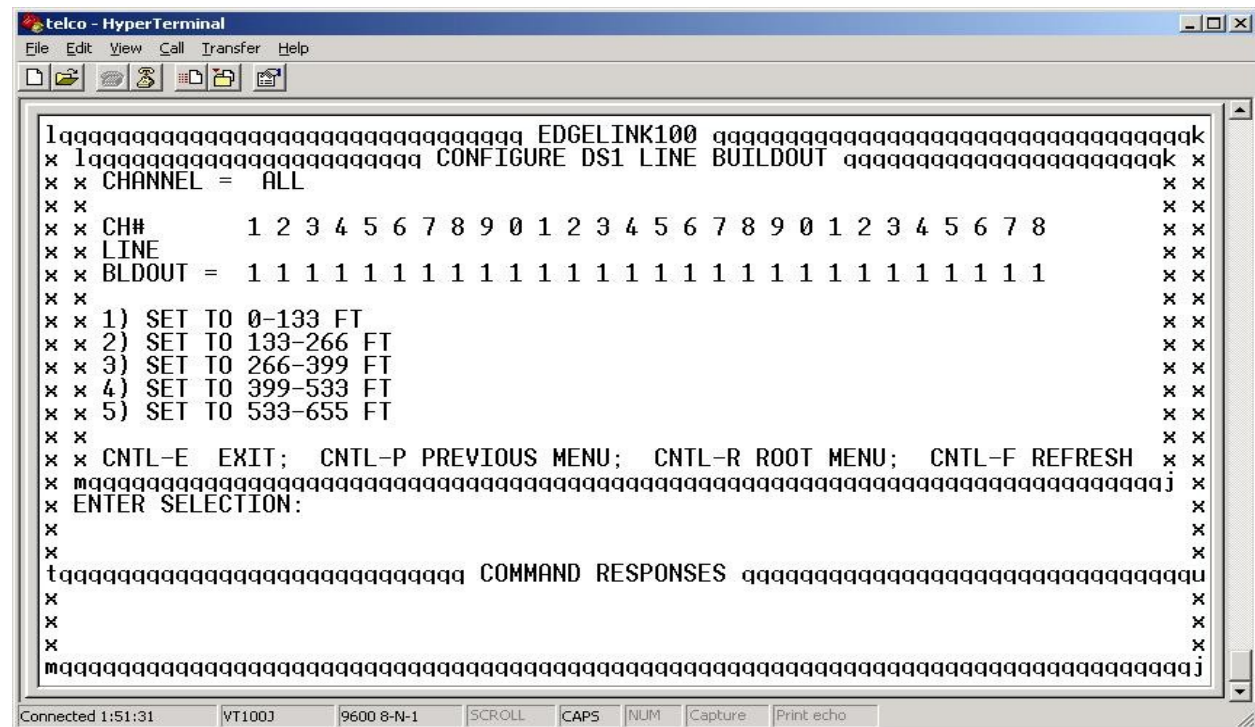 telco - HyperTerminal
File Edit View Call Transfer Help
lqqqqqqqqqqqqqqqqqqqqqqqqqqqqqqqqq EDGELINK100 qqqqqqqqqqqqqqqqqqqqqqqqqqqqqqqqqk
x lqqqqqqqqqqqqqqqqqqqqqqq CONFIGURE DS1 LINE BUILDOUT qqqqqqqqqqqqqqqqqqqqqqk x
x x CHANNEL =  ALL x x
x x x x
x x CH# 1 2 3 4 5 6 7 8 9 0 1 2 3 4 5 6 7 8 9 0 1 2 3 4 5 6 7 8 x x
x x LINE x x
x x BLDOUT = 1 1 1 1 1 1 1 1 1 1 1 1 1 1 1 1 1 1 1 1 1 1 1 1 1 1 1 1 x x
x x x x
x x 1) SET TO 0-133 FT x x
x x 2) SET TO 133-266 FT x x
x x 3) SET TO 266-399 FT x x
x x 4) SET TO 399-533 FT x x
x x 5) SET TO 533-655 FT x x
x x x x
x x CNTL-E EXIT; CNTL-P PREVIOUS MENU; CNTL-R ROOT MENU; CNTL-F REFRESH x x
x mqqqqqqqqqqqqqqqqqqqqqqqqqqqqqqqqqqqqqqqqqqqqqqqqqqqqqqqqqqqqqqqqqqqqqqqqqj x
x ENTER SELECTION: x
x x
x x
tqqqqqqqqqqqqqqqqqqqqqqqqqqqqq COMMAND RESPONSES qqqqqqqqqqqqqqqqqqqqqqqqqqqqqqqu
x x
x x
x x
mqqqqqqqqqqqqqqqqqqqqqqqqqqqqqqqqqqqqqqqqqqqqqqqqqqqqqqqqqqqqqqqqqqqqqqqqqqqqqqj
Connected 1:51:31 VT100J 9600 8-N-1 SCROLL CAPS NUM Capture Print echo